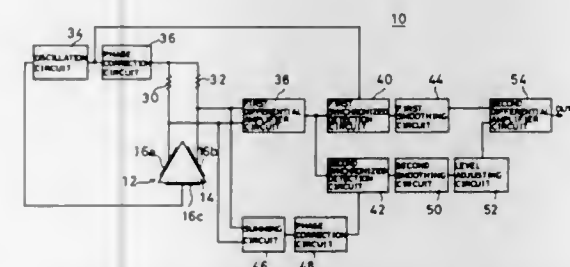 10
34
OSCILLATION
CIRCUIT
36
PHASE
CORRECTION
CIRCUIT
30
32
36
FIRST
DIFFERENTIAL
AMPLIFIER
CIRCUIT
40
FIRST
SYNCHRONIZED
DETECTION
CIRCUIT
44
FIRST
SMOOTHING
CIRCUIT
54
SECOND
DIFFERENTIAL
AMPLIFIER
CIRCUIT
OUT
16a
16b
12
14
16c
SECOND
SYNCHRONIZED
DETECTION
CIRCUIT
42
SECOND
SMOOTHING
CIRCUIT
50
LEVEL
ADJUSTING
CIRCUIT
52
SUMMING
CIRCUIT
46
PHASE
CORRECTION
CIRCUIT
48